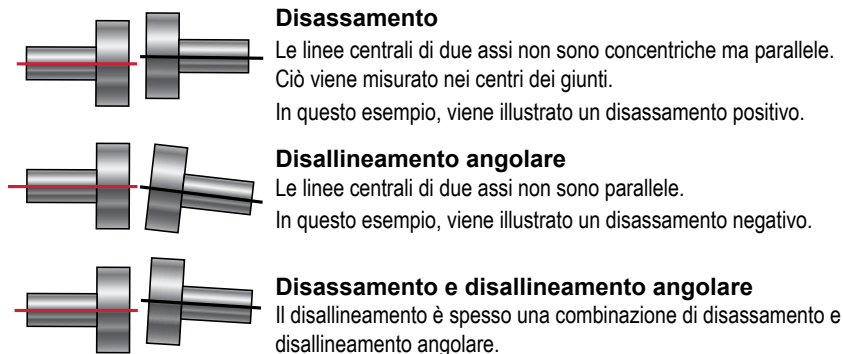 Disassamento
Le linee centrali di due assi non sono concentriche ma parallele.
Ciò viene misurato nei centri dei giunti.
In questo esempio, viene illustrato un disassamento positivo.
Disallineamento angolare
Le linee centrali di due assi non sono parallele.
In questo esempio, viene illustrato un disassamento negativo.
Disassamento e disallineamento angolare
Il disallineamento è spesso una combinazione di disassamento e
disallineamento angolare.